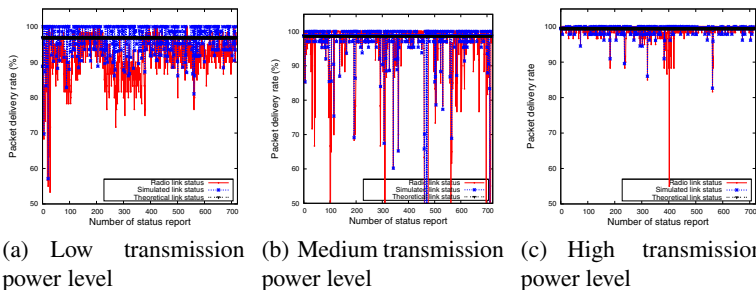 Packet delivery rate (%)
100
90
80
70
60
50
Radio link status
Simulated link status
Theoretical link status
0 100 200 300 400 500 600 700
Number of status report
(a) Low transmission
power level
Packet delivery rate (%)
100
90
80
70
60
50
Radio link status
Simulated link status
Theoretical link status
0 100 200 300 400 500 600 700
Number of status report
(b) Medium transmission
power level
Packet delivery rate
100
90
80
70
60
50
Radio link status
Simulated link status
Theoretical link status
0 100 200 300 400 500 600 700
Number of status report
(c) High transmission
power level